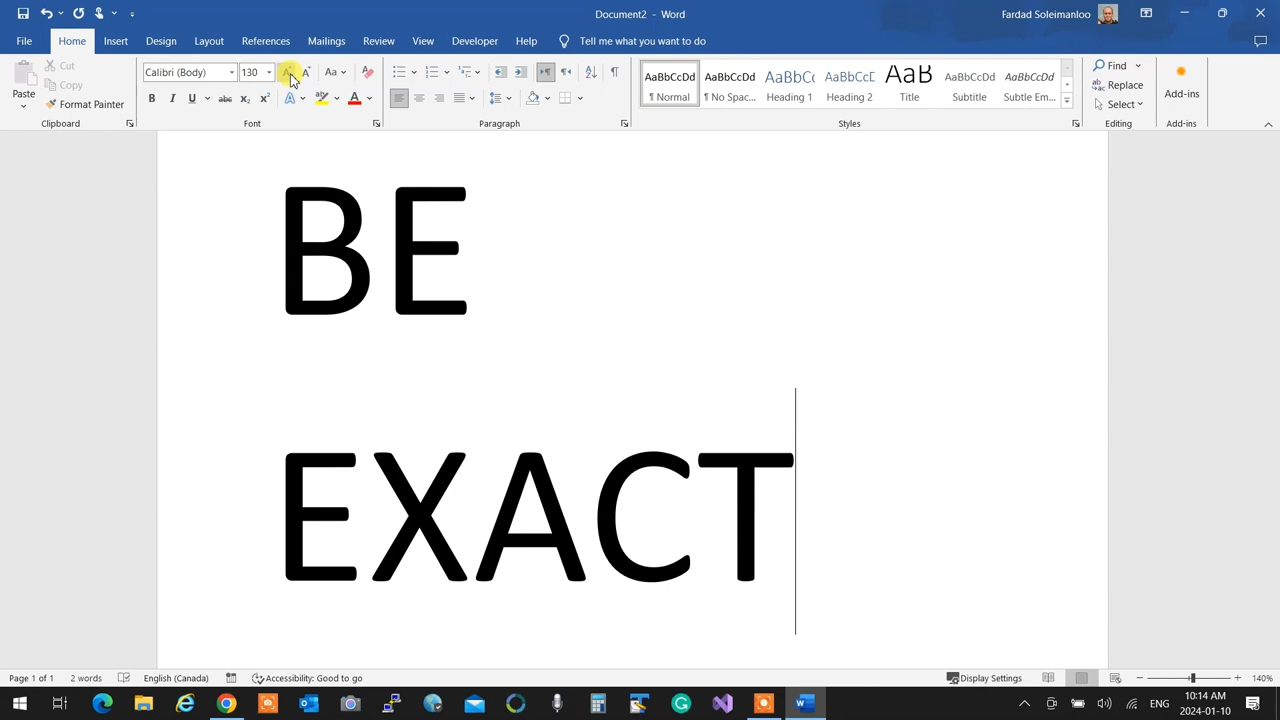 Document2 - Word
Fardad Soleimanloo
File Home Insert Design Layout References Mailings Review View Developer Help Tell me what you want to do
Paste
Cut
Copy
Format Painter
Clipboard
Calibri (Body) 130
Aa
B I U abc x₂ x² A A
Font
Paragraph
AaBbCcDd AaBbCcDd AaBbCc AaBbCcE AaB AaBbCcDd AaBbCcDd
¶ Normal ¶ No Spac... Heading 1 Heading 2 Title Subtitle Subtle Em...
Styles
Find
Replace
Select
Editing
Add-ins
Add-ins
BE
EXACT
Page 1 of 1 2 words English (Canada) Accessibility: Good to go Display Settings 140%
ENG
10:14 AM
2024-01-10